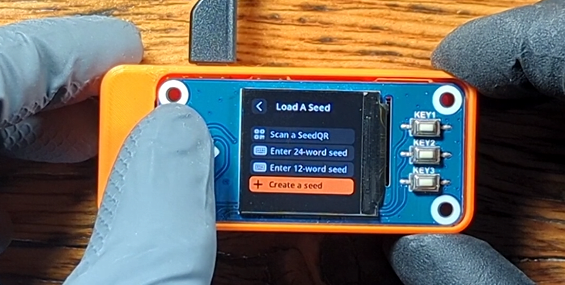 Load A Seed
Scan a SeedQR
Enter 24-word seed
Enter 12-word seed
Create a seed
KEY1
KEY2
KEY3